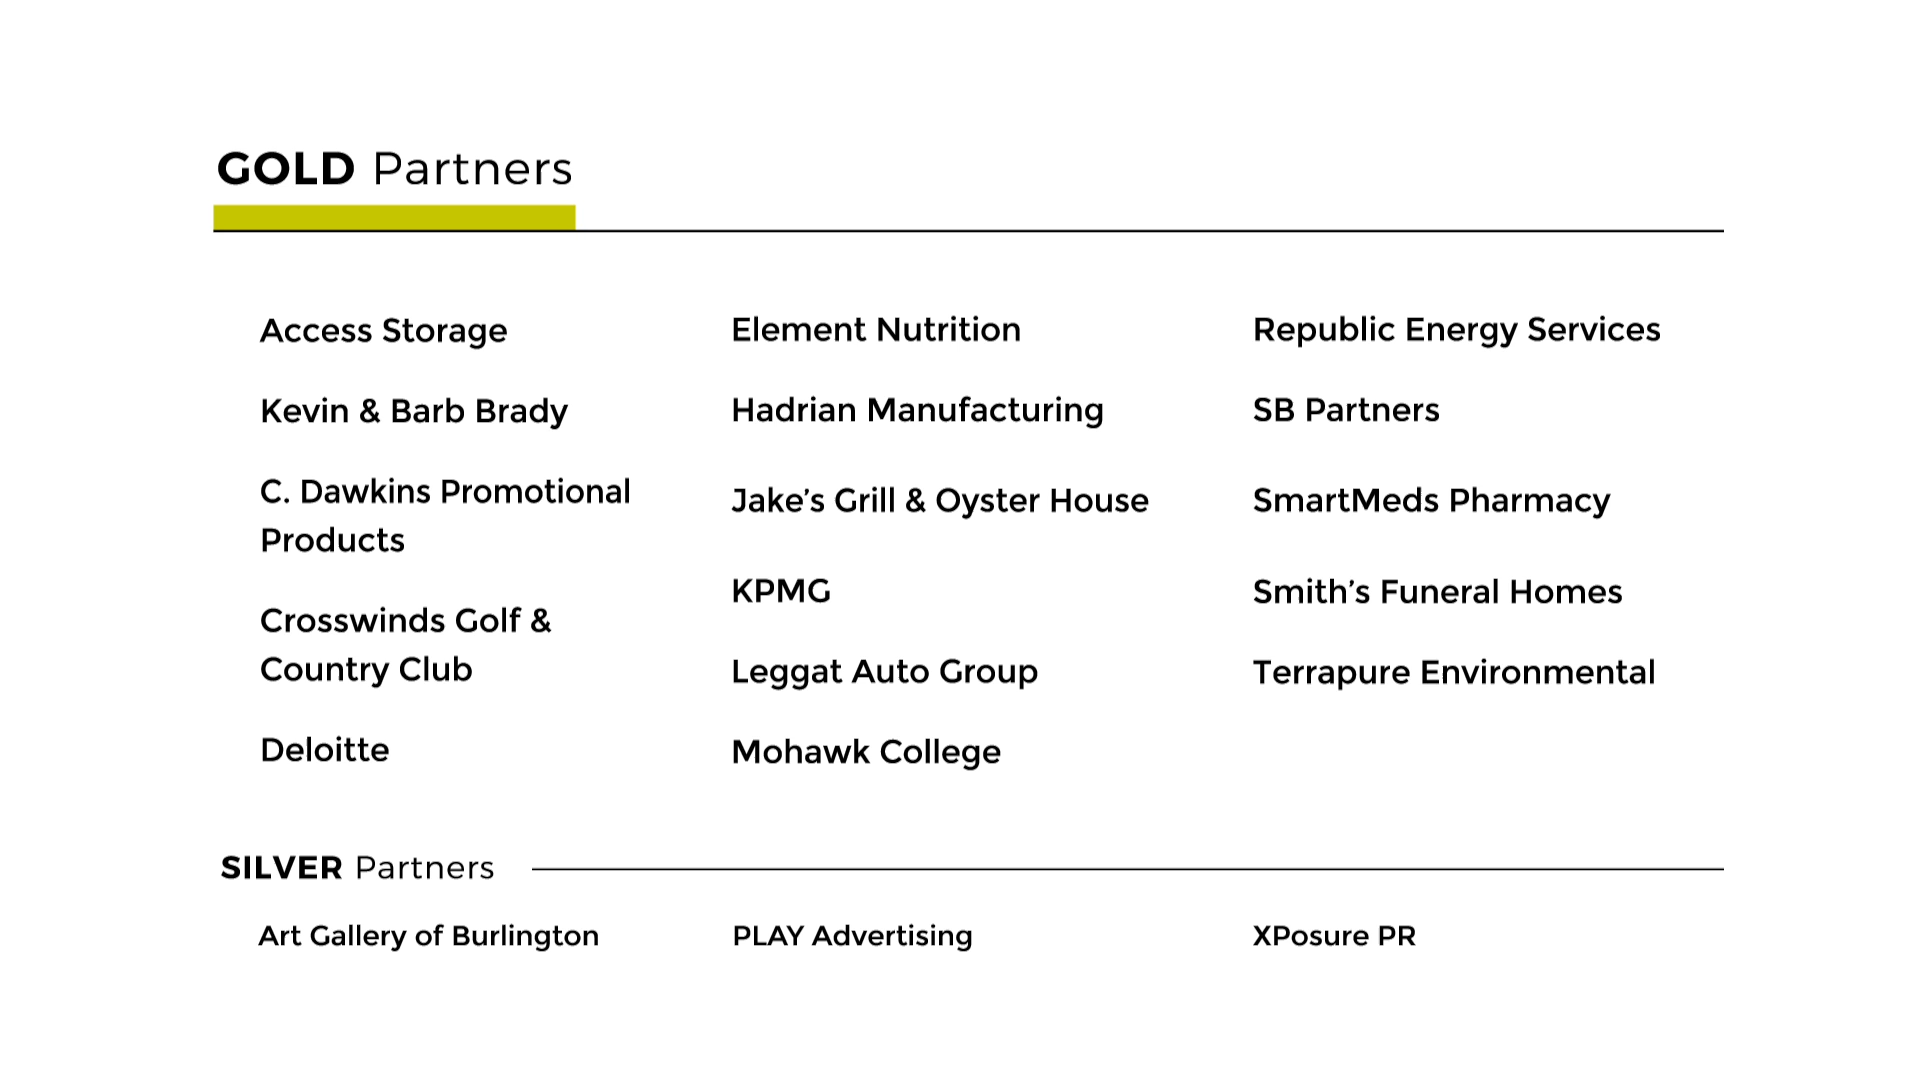 GOLD Partners
Access Storage
Kevin & Barb Brady
C. Dawkins Promotional
Products
Crosswinds Golf &
Country Club
Deloitte
Element Nutrition
Hadrian Manufacturing
Jake’s Grill & Oyster House
KPMG
Leggat Auto Group
Mohawk College
Republic Energy Services
SB Partners
SmartMeds Pharmacy
Smith’s Funeral Homes
Terrapure Environmental
SILVER Partners
Art Gallery of Burlington
PLAY Advertising
XPosure PR